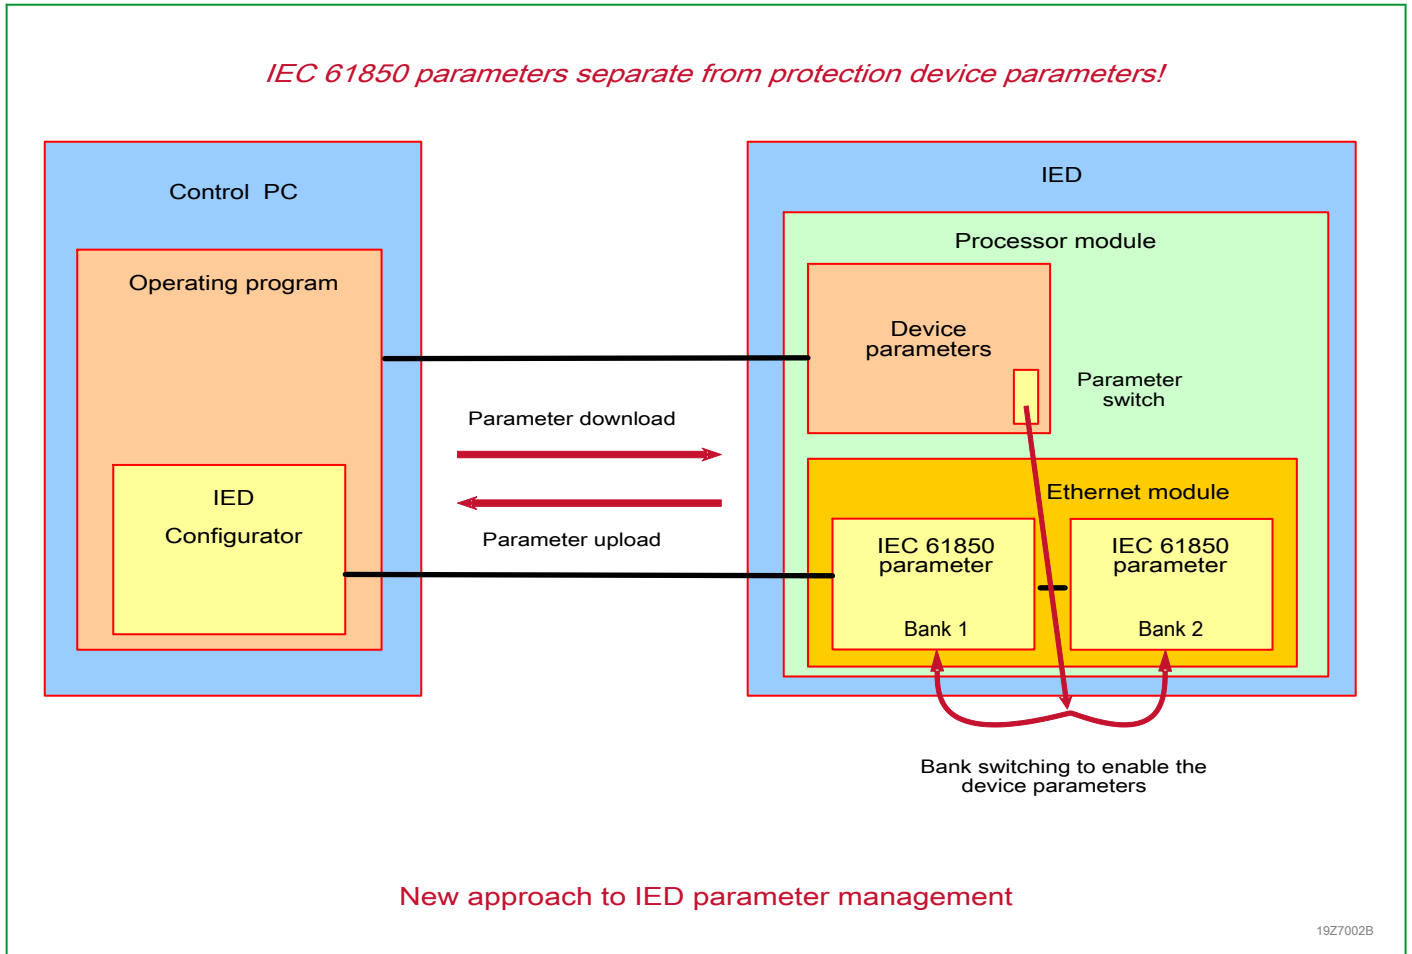 IEC 61850 parameters separate from protection device parameters!
Control PC
Operating program
IED
Configurator
Parameter download
Parameter upload
IED
Processor module
Device
parameters
Parameter
switch
Ethernet module
IEC 61850
parameter
Bank 1
IEC 61850
parameter
Bank 2
Bank switching to enable the
device parameters
New approach to IED parameter management
19Z7002B